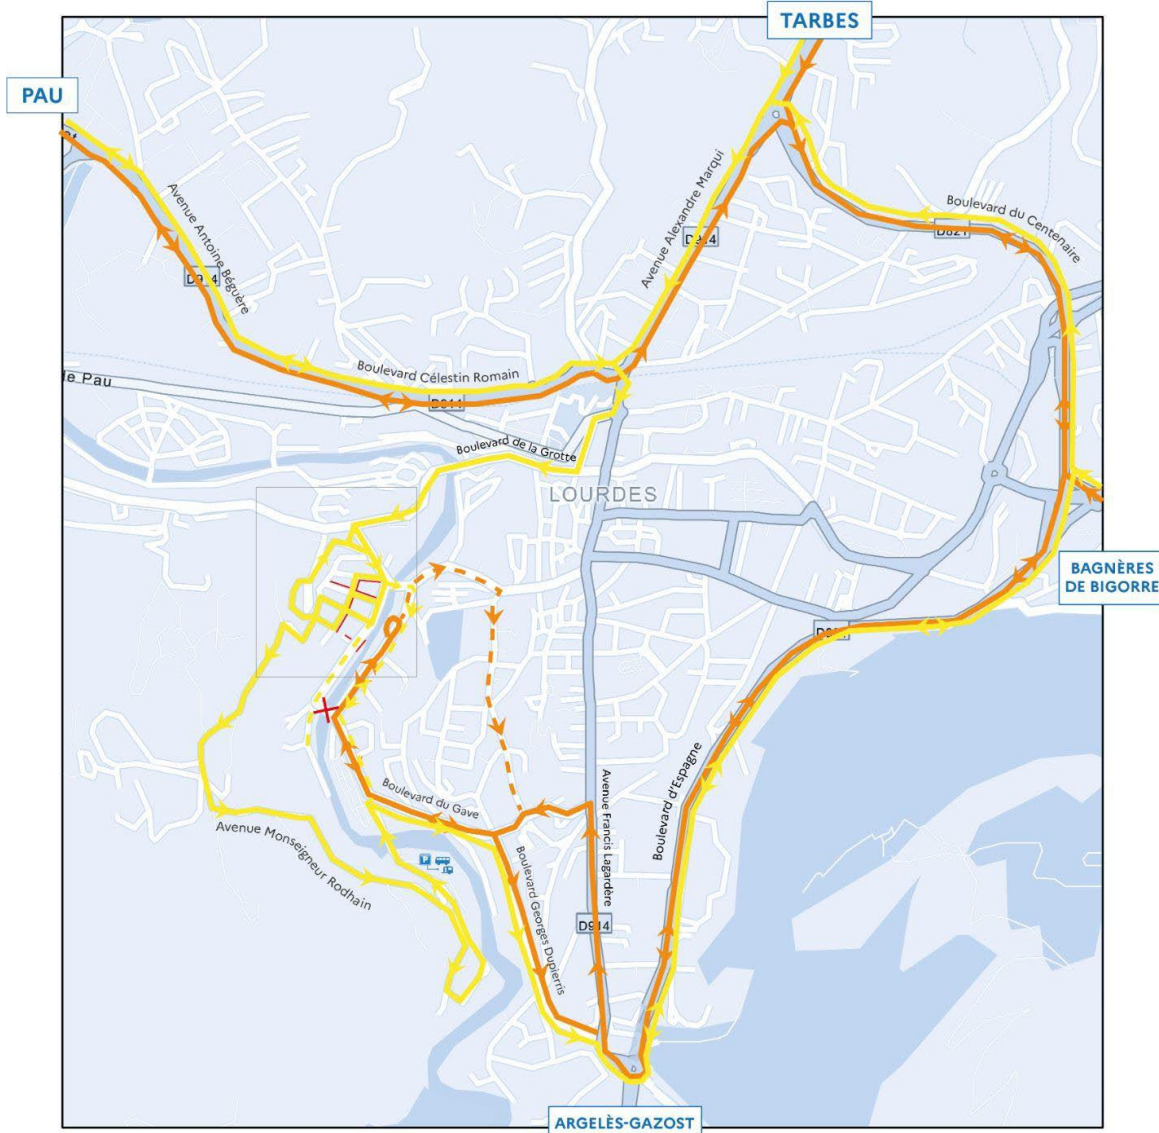 TARBES
PAU
Avenue Antoine Béguère
Avenue Alexandre Marqui
Boulevard du Centenaire
D914
D914
D821
Boulevard Célestin Romain
le Pau
D914
Boulevard de la Grotte
LOURDES
BAGNÈRES
DE BIGORRE
D821
Boulevard d'Espagne
Boulevard du Gave
Avenue Francis Lagardère
Avenue Monseigneur Rodhain
P
Boulevard Georges Dupierris
D914
ARGELÈS-GAZOST